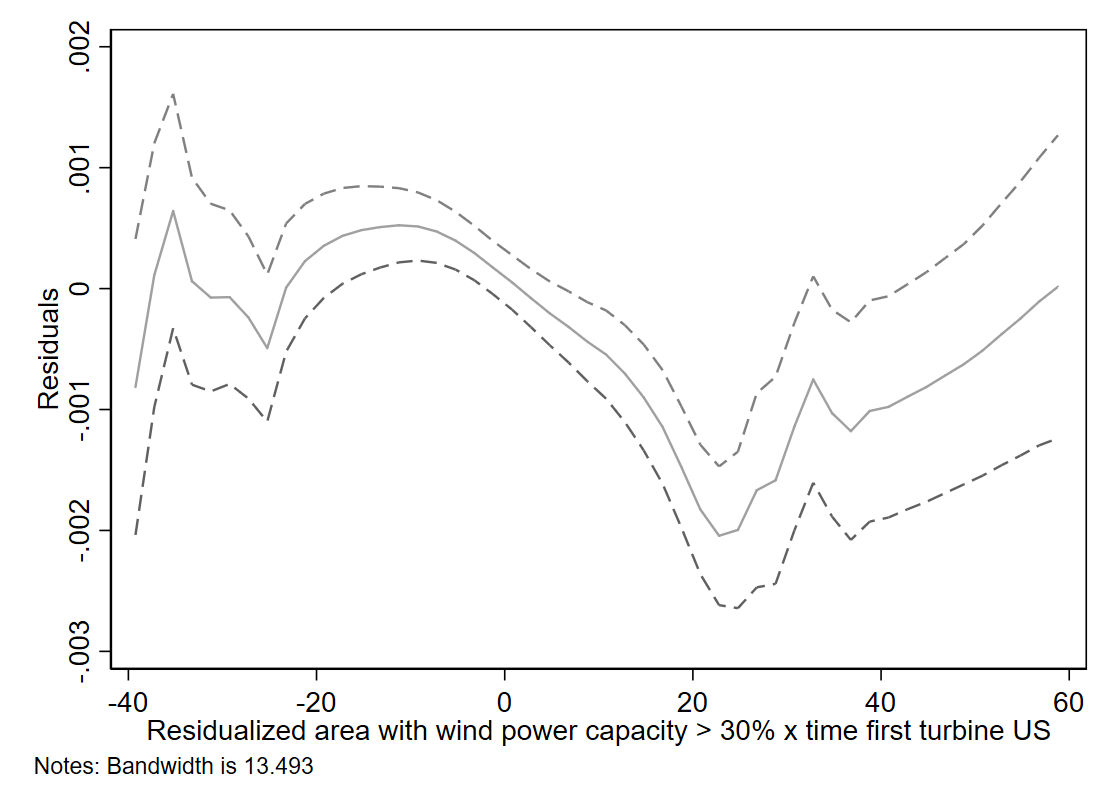 .002
.001
0
-.001
-.002
-.003
Residuals
-40 -20 0 20 40 60
Residualized area with wind power capacity > 30% x time first turbine US
Notes: Bandwidth is 13.493